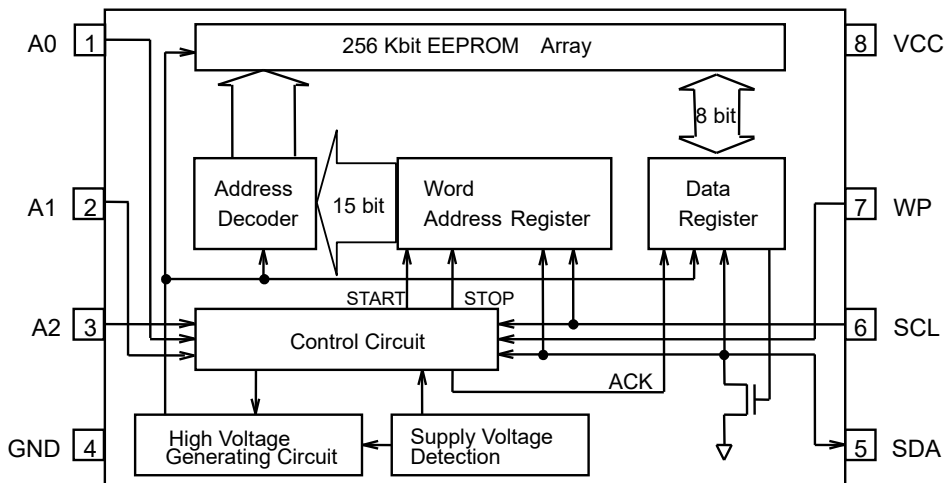 A0 1
256 Kbit EEPROM Array
8 VCC
8 bit
A1 2
Address
Decoder
15 bit
Word
Address Register
Data
Register
7 WP
START
STOP
A2 3
Control Circuit
6 SCL
ACK
GND 4
High Voltage
Generating Circuit
Supply Voltage
Detection
5 SDA